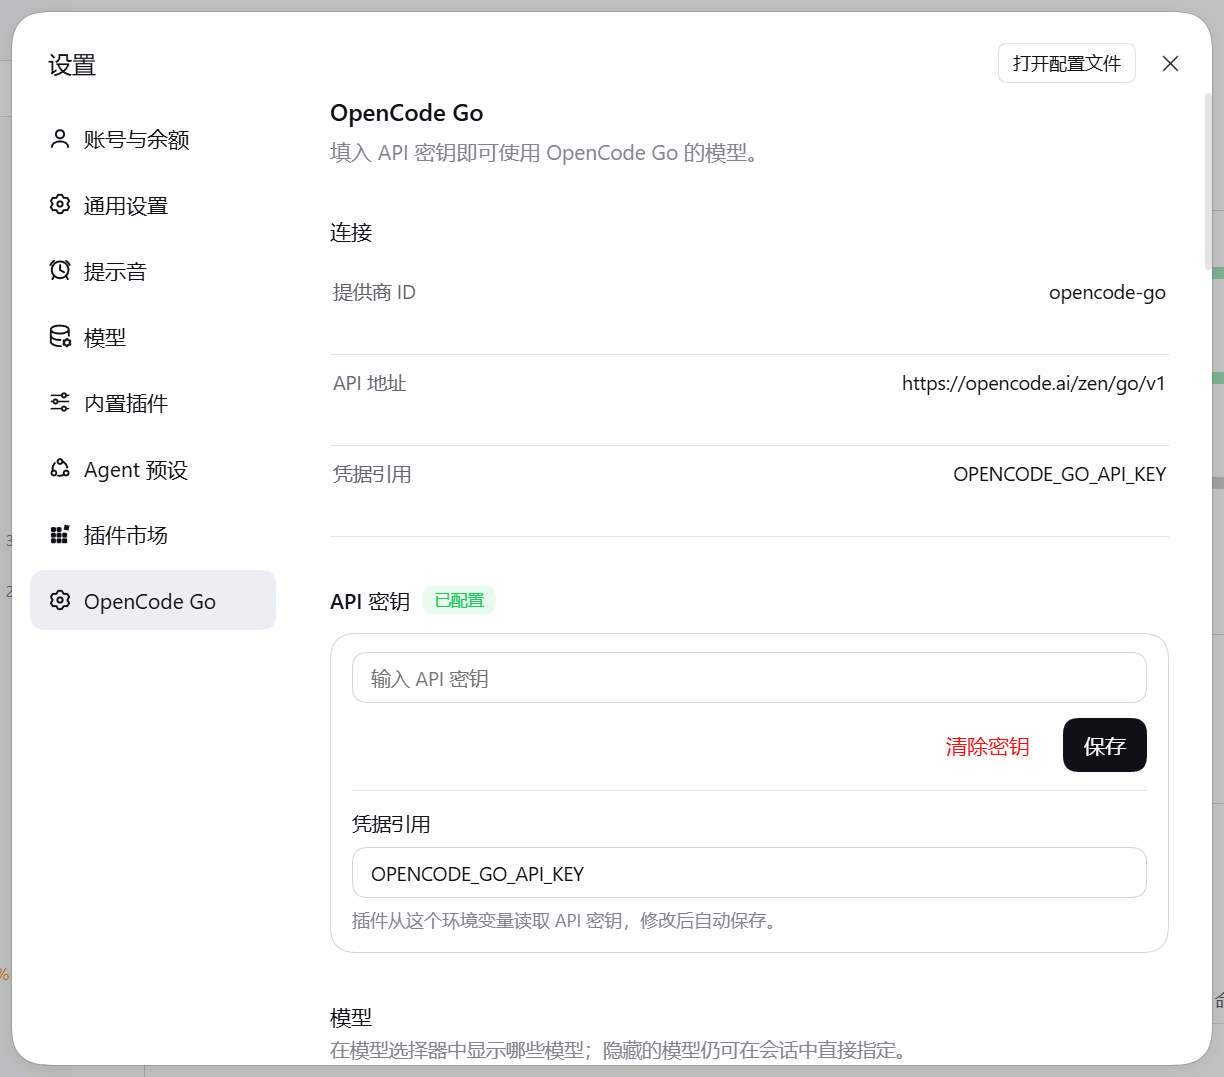 设置
打开配置文件
账号与余额
通用设置
提示音
模型
内置插件
Agent 预设
插件市场
OpenCode Go
OpenCode Go
填入 API 密钥即可使用 OpenCode Go 的模型。
连接
提供商 ID
opencode-go
API 地址
https://opencode.ai/zen/go/v1
凭据引用
OPENCODE_GO_API_KEY
API 密钥
已配置
输入 API 密钥
清除密钥
保存
凭据引用
OPENCODE_GO_API_KEY
插件从这个环境变量读取 API 密钥，修改后自动保存。
模型
在模型选择器中显示哪些模型；隐藏的模型仍可在会话中直接指定。